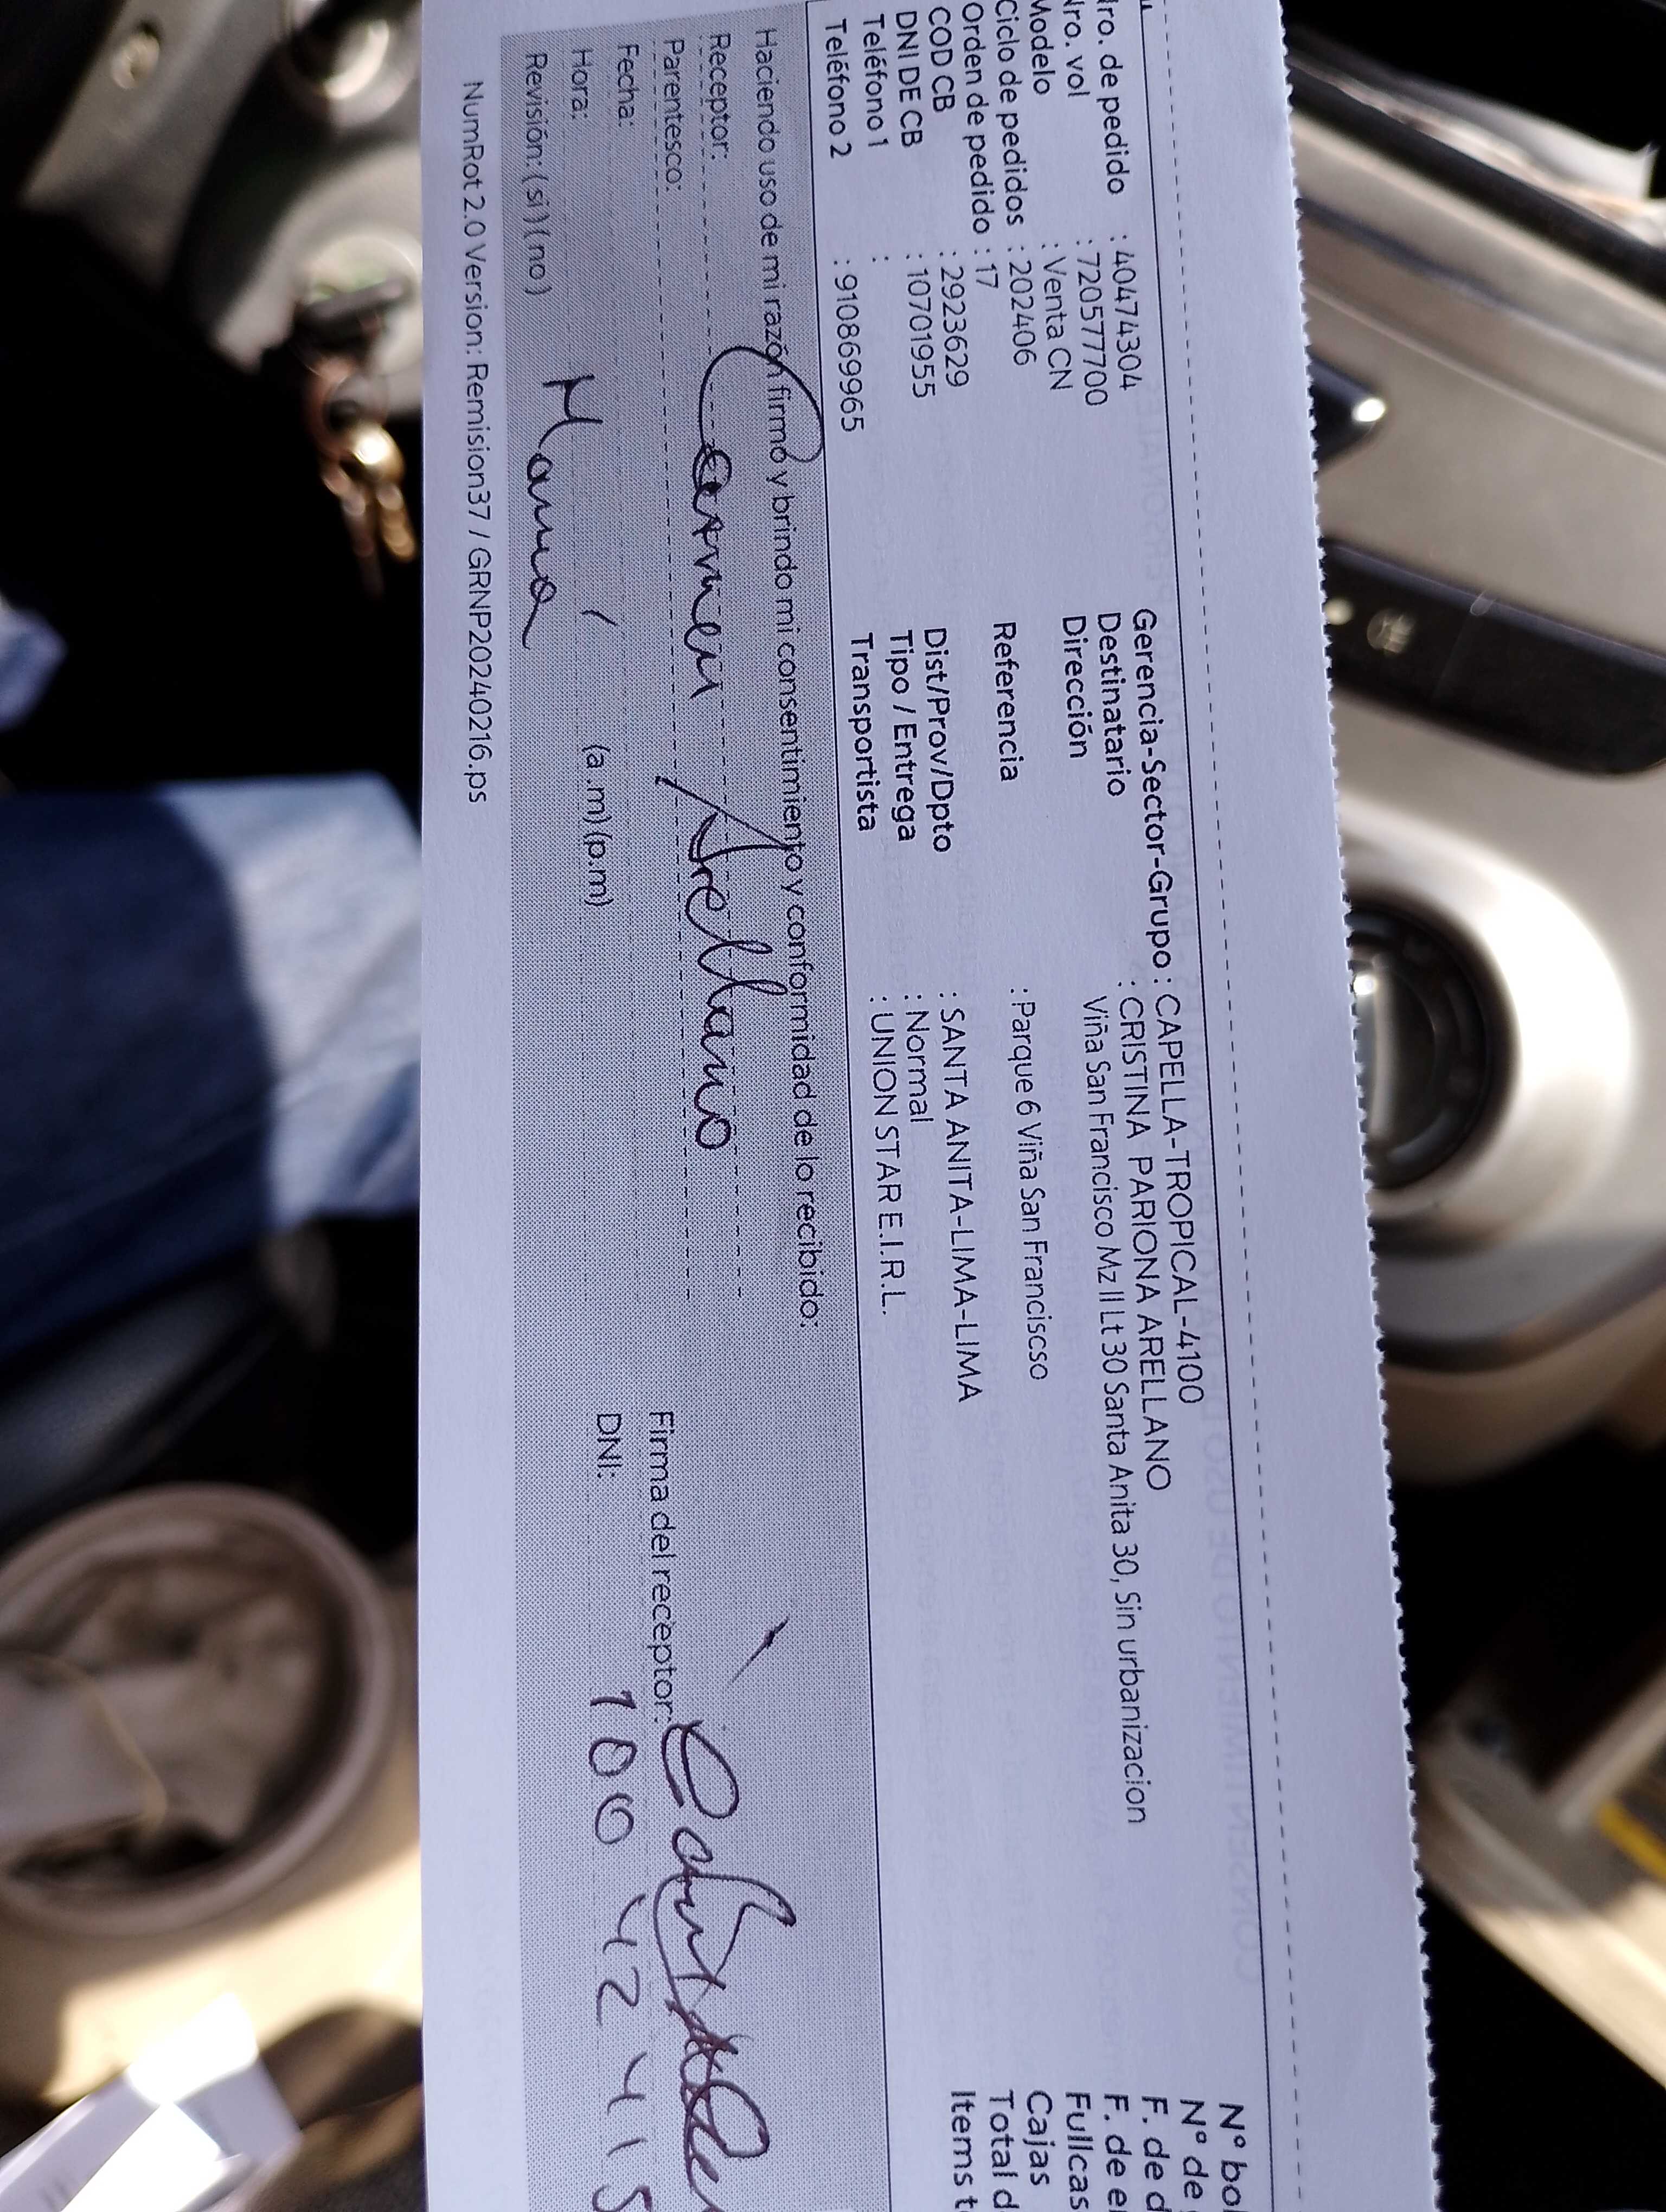 Nro. de pedido : 40474304
Nro. vol : 720577700
Modelo : Venta CN
Ciclo de pedidos : 202406
Orden de pedido : 17
COD CB : 2923629
DNI DE CB : 10701955
Teléfono 1 :
Teléfono 2 : 910869965
Gerencia-Sector-Grupo : CAPELLA-TROPICAL-4100
Destinatario : CRISTINA PARIONA ARELLANO
Dirección Viña San Francisco Mz II Lt 30 Santa Anita 30, Sin urbanizacion
Referencia : Parque 6 Viña San Franciscso
Dist/Prov/Dpto : SANTA ANITA-LIMA-LIMA
Tipo / Entrega : Normal
Transportista : UNION STAR E.I.R.L.
N° bol
N° de
F. de d
F. de e
Fullcas
Cajas
Total d
Items t
Haciendo uso de mi razón firmo y brindo mi consentimiento y conformidad de lo recibido:
Receptor: Carmen Arellano
Parentesco:
Fecha:
Hora: (a.m)(p.m)
Revisión: (si)(no) Mama
Firma del receptor:
DNI:
NumRot 2.0 Version: Remision37 / GRNP20240216.ps